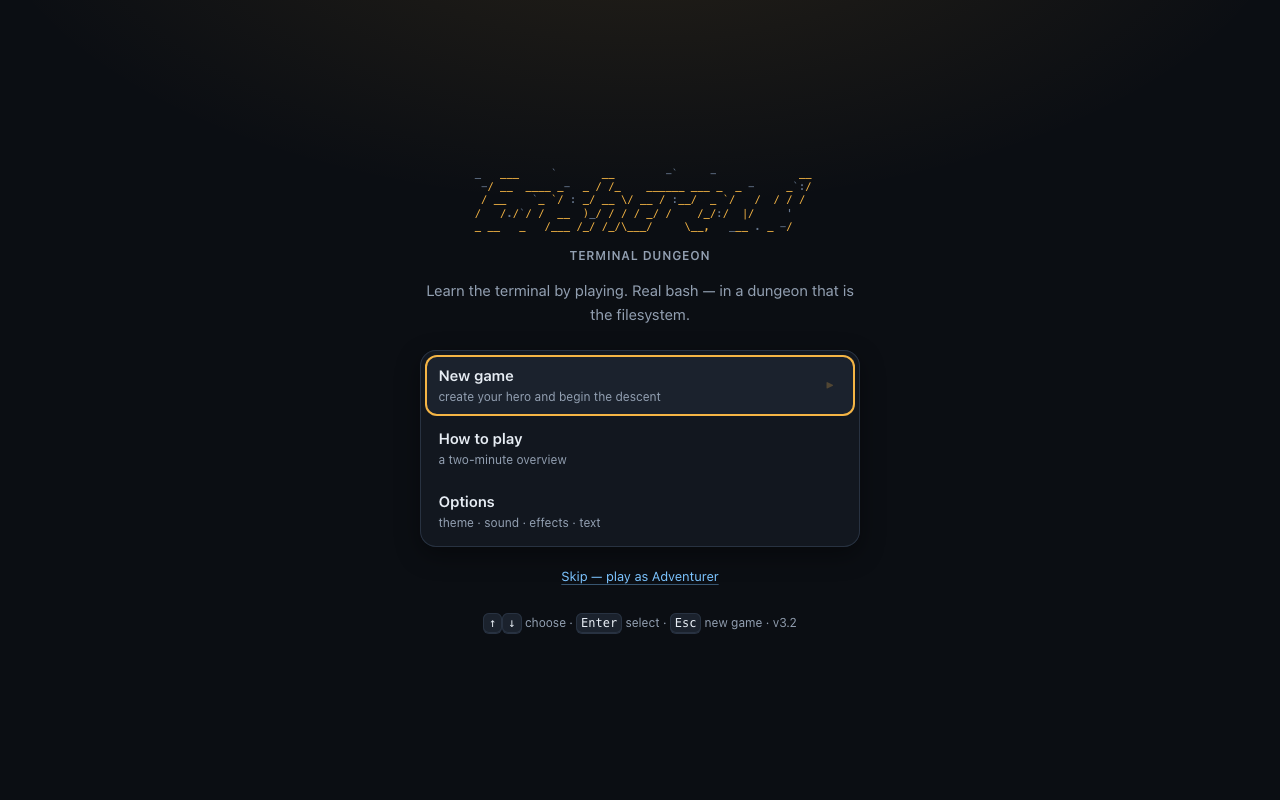 TERMINAL DUNGEON
Learn the terminal by playing. Real bash — in a dungeon that is
the filesystem.
New game
create your hero and begin the descent
How to play
a two-minute overview
Options
theme · sound · effects · text
Skip — play as Adventurer
↑ ↓ choose · Enter select · Esc new game · v3.2